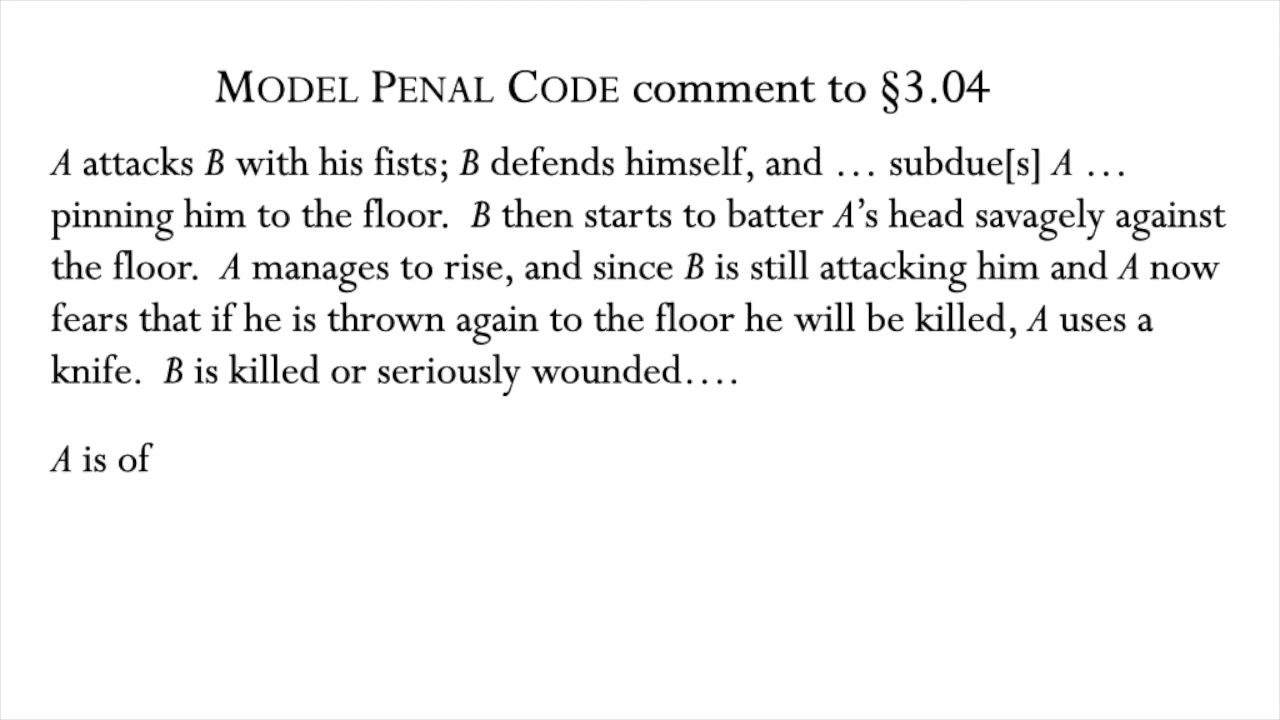 MODEL PENAL CODE comment to §3.04
A attacks B with his fists; B defends himself, and … subdue[s] A …
pinning him to the floor.  B then starts to batter A’s head savagely against
the floor.  A manages to rise, and since B is still attacking him and A now
fears that if he is thrown again to the floor he will be killed, A uses a
knife.  B is killed or seriously wounded….
A is of